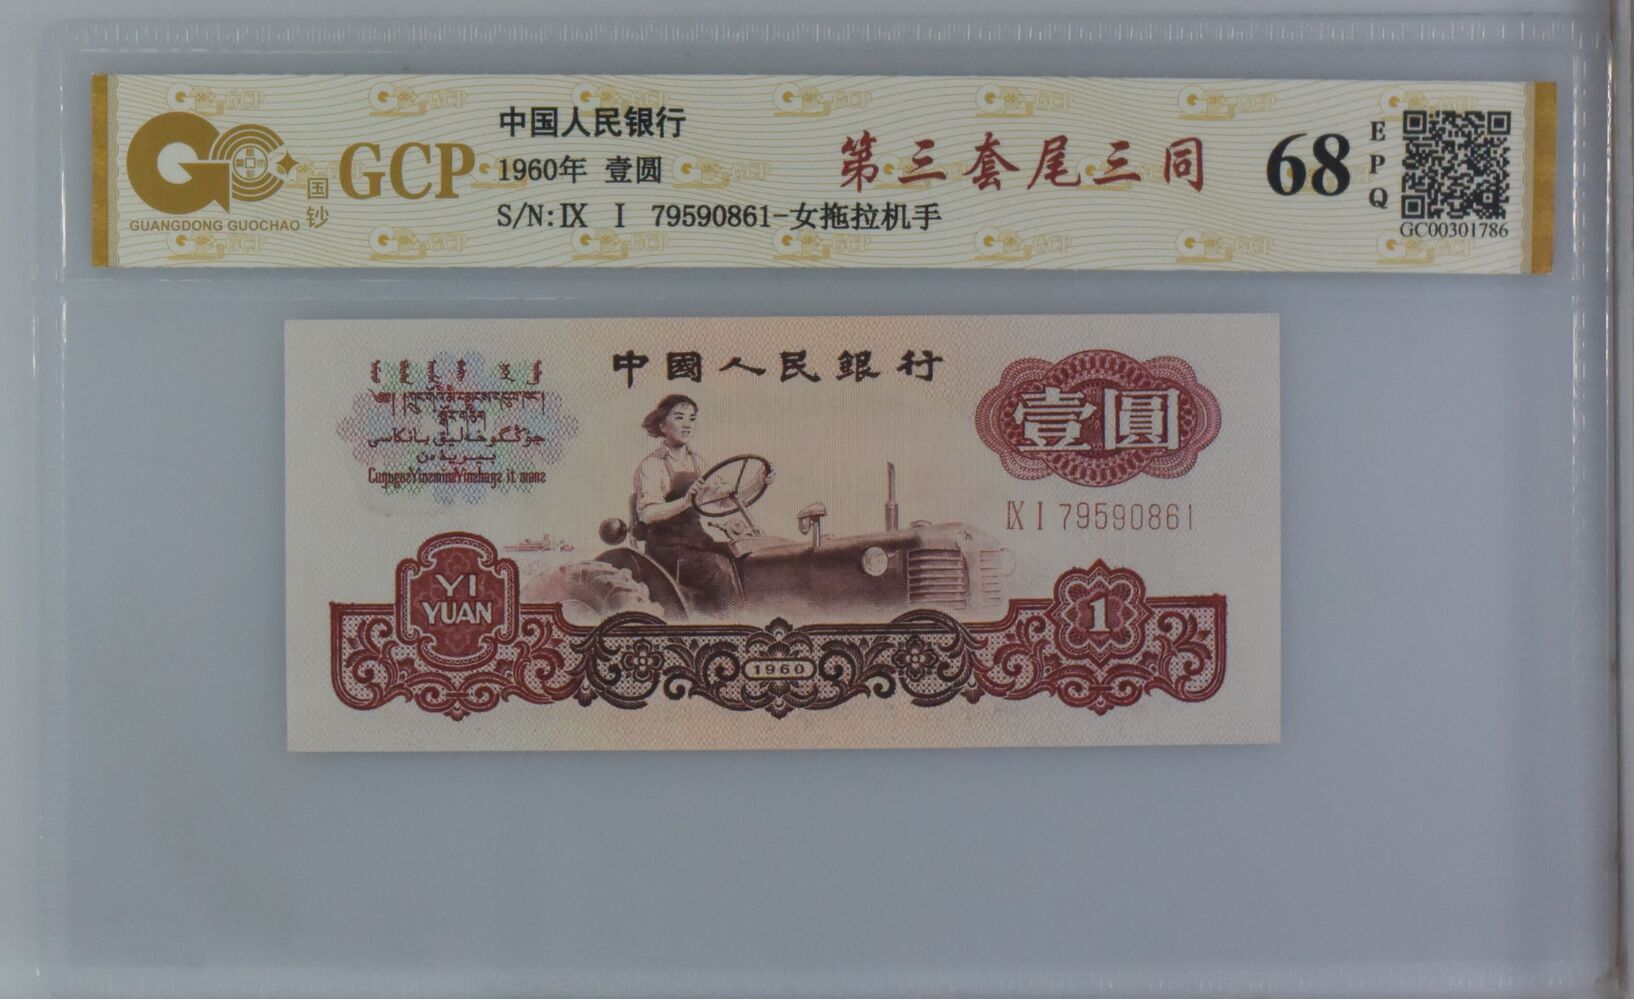 GUANGDONG GUOCHAO
国钞
GCP
中国人民银行
1960年 壹圆
S/N:Ⅸ Ⅰ 79590861-女拖拉机手
第三套尾三同
68
EPQ
GC00301786
中國人民銀行
壹圓
Ⅸ Ⅰ 79590861
YI
YUAN
1
1960